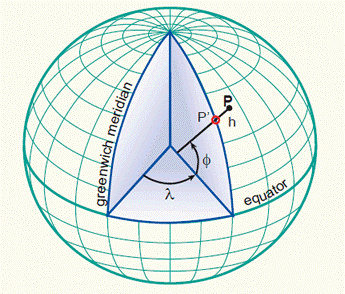 greenwich meridian
P
P'
h
ϕ
λ
equator